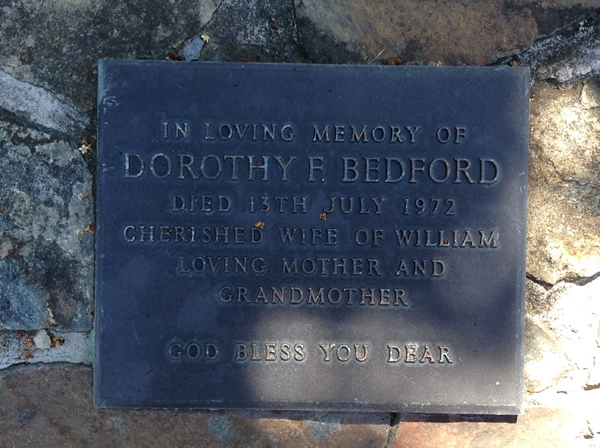 IN LOVING MEMORY OF
DOROTHY F. BEDFORD
DIED 13TH JULY 1972
CHERISHED WIFE OF WILLIAM
LOVING MOTHER AND
GRANDMOTHER
GOD BLESS YOU DEAR